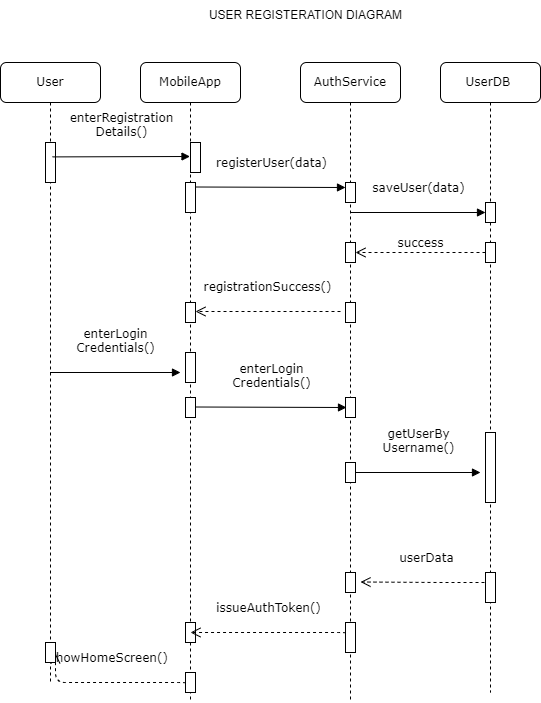 USER REGISTERATION DIAGRAM
User
MobileApp
AuthService
UserDB
enterRegistration
Details()
registerUser(data)
saveUser(data)
success
registrationSuccess()
enterLogin
Credentials()
enterLogin
Credentials()
getUserBy
Username()
userData
issueAuthToken()
howHomeScreen()